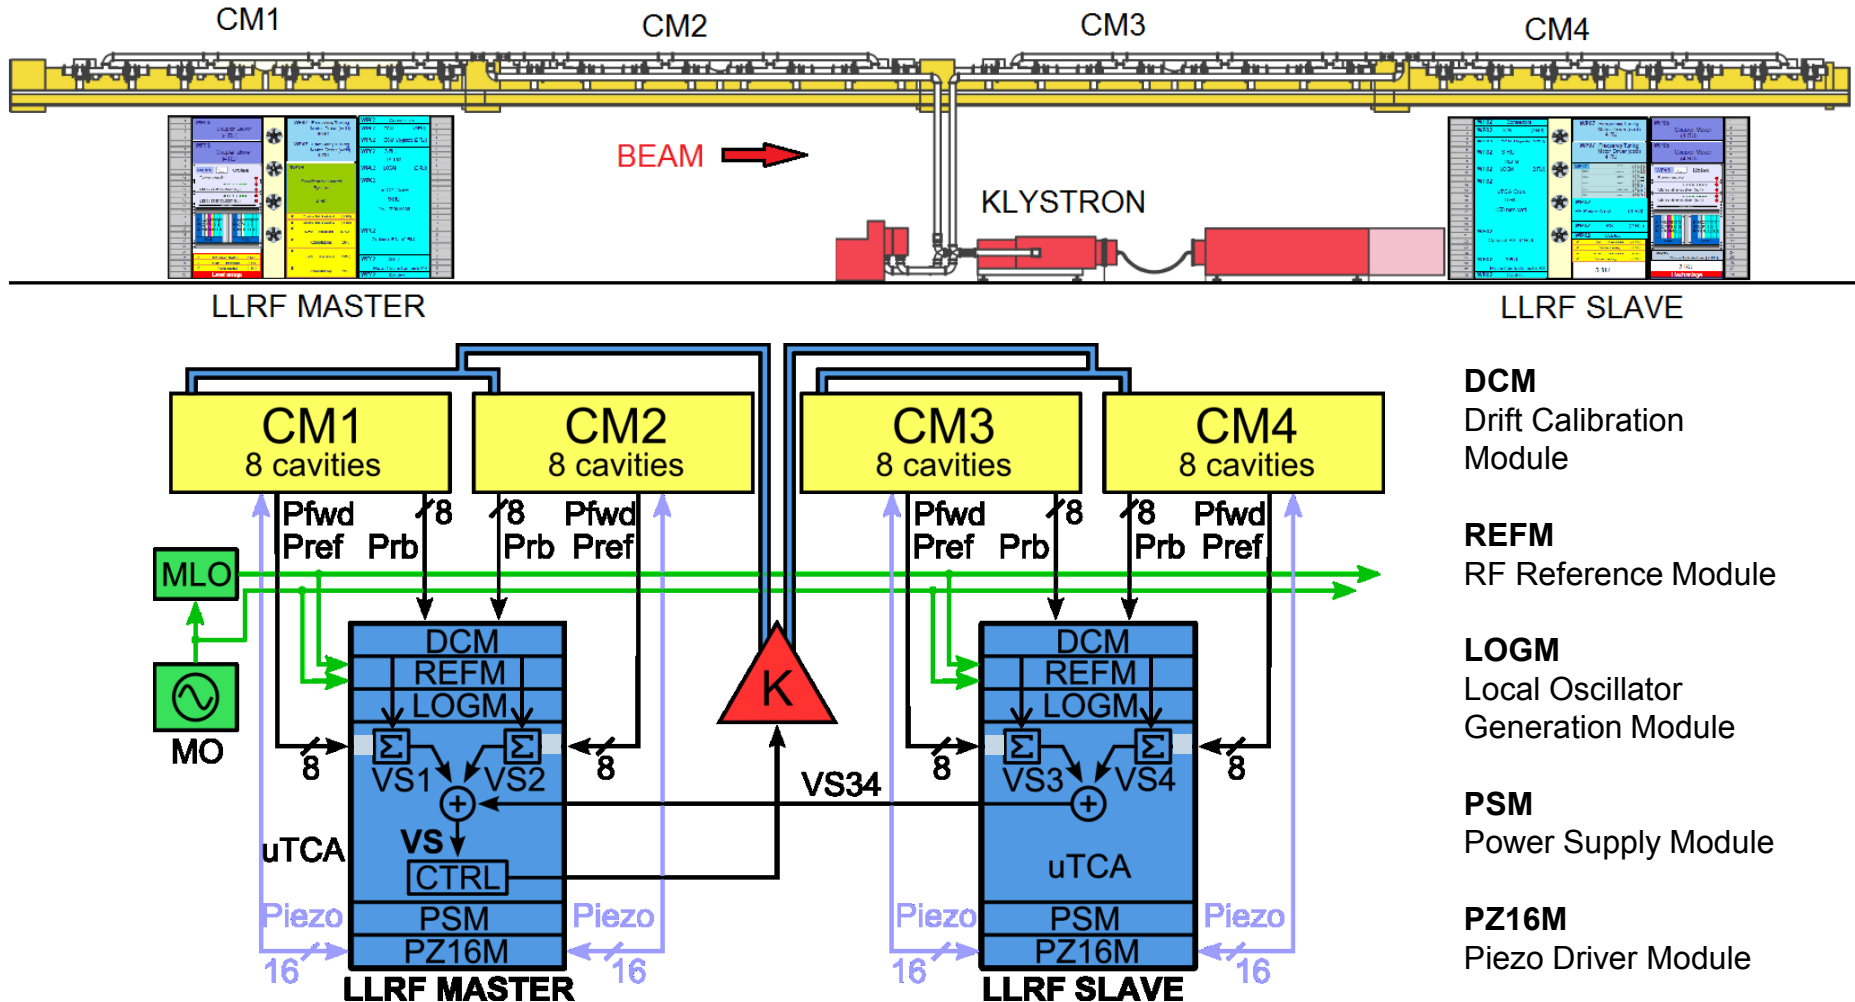 CM1
CM2
CM3
CM4
BEAM
KLYSTRON
LLRF MASTER
LLRF SLAVE
CM1
8 cavities
CM2
8 cavities
CM3
8 cavities
CM4
8 cavities
Pfwd
Pref
Prb
8
8
Prb
Pfwd
Pref
Pfwd
Pref
Prb
8
8
Prb
Pfwd
Pref
MLO
MO
DCM
REFM
LOGM
Σ
Σ
VS1
VS2
8
8
+
VS
CTRL
uTCA
PSM
PZ16M
Piezo
16
Piezo
16
LLRF MASTER
K
VS34
DCM
REFM
LOGM
Σ
Σ
VS3
VS4
8
8
+
uTCA
PSM
PZ16M
Piezo
16
Piezo
16
LLRF SLAVE
DCM
Drift Calibration
Module
REFM
RF Reference Module
LOGM
Local Oscillator
Generation Module
PSM
Power Supply Module
PZ16M
Piezo Driver Module